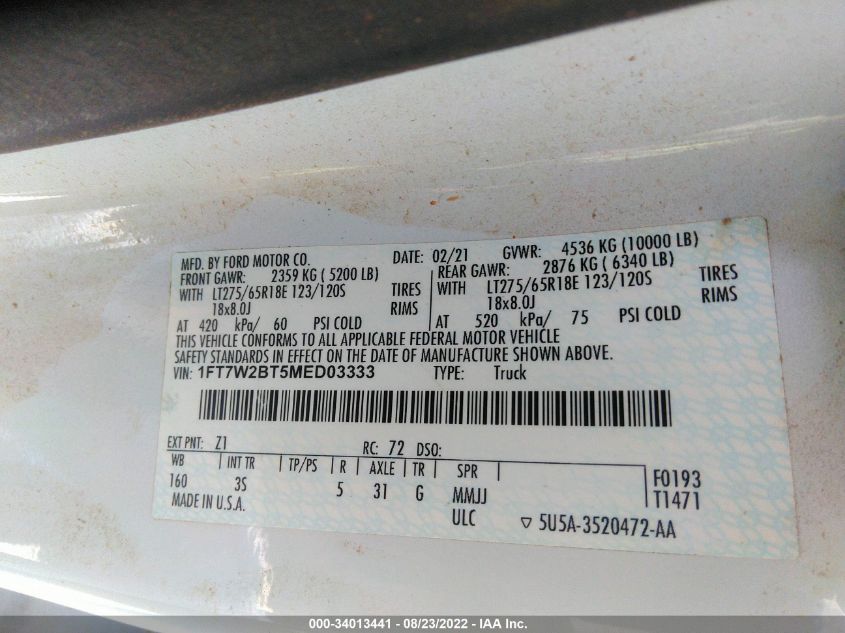 MFD. BY FORD MOTOR CO. DATE: 02/21 GVWR: 4536 KG (10000 LB)
FRONT GAWR: 2359 KG ( 5200 LB) REAR GAWR: 2876 KG ( 6340 LB)
WITH LT275/65R18E 123/120S TIRES WITH LT275/65R18E 123/120S TIRES
18x8.0J RIMS 18x8.0J RIMS
AT 420 kPa/ 60 PSI COLD AT 520 kPa/ 75 PSI COLD
THIS VEHICLE CONFORMS TO ALL APPLICABLE FEDERAL MOTOR VEHICLE
SAFETY STANDARDS IN EFFECT ON THE DATE OF MANUFACTURE SHOWN ABOVE.
VIN: 1FT7W2BT5MED03333 TYPE: Truck
EXT PNT: Z1 RC: 72 DSO:
WB INT TR TP/PS R AXLE TR SPR F0193
160 3S 5 31 G MMJJ T1471
MADE IN U.S.A. ULC ▽ 5U5A-3520472-AA
000-34013441 - 08/23/2022 - IAA Inc.